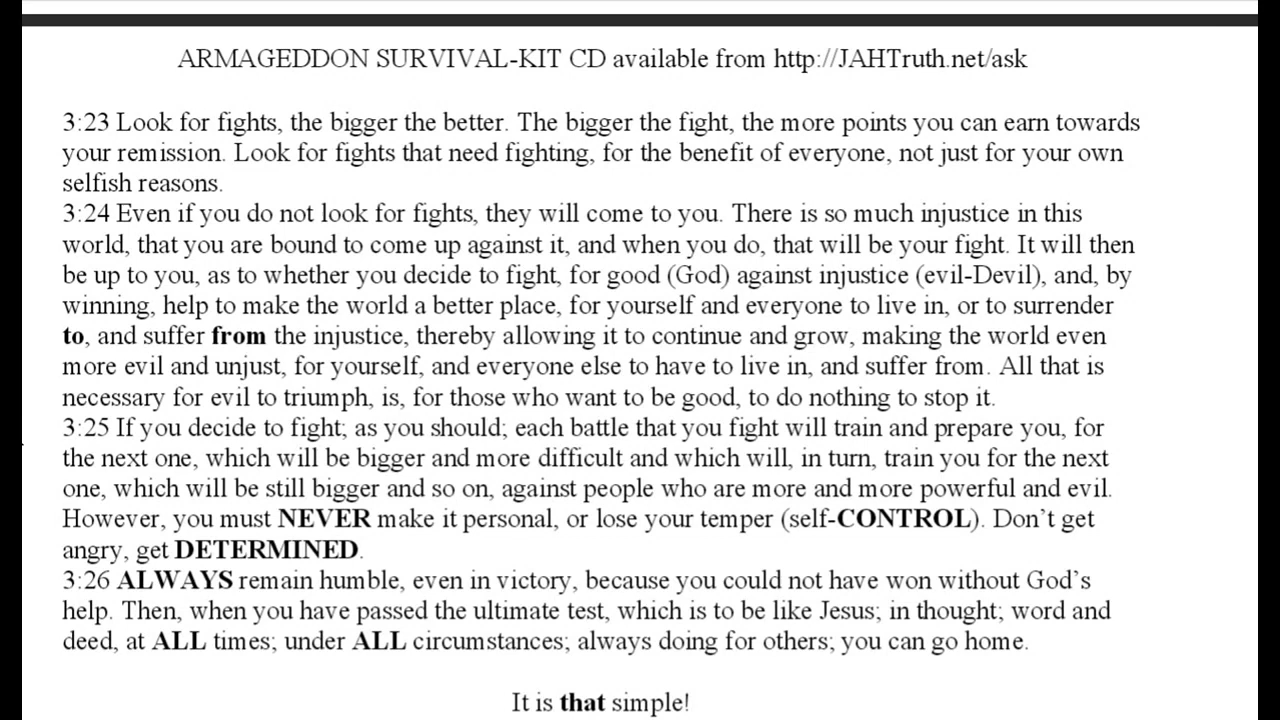 ARMAGEDDON SURVIVAL-KIT CD available from http://JAHTruth.net/ask
3:23 Look for fights, the bigger the better. The bigger the fight, the more points you can earn towards
your remission. Look for fights that need fighting, for the benefit of everyone, not just for your own
selfish reasons.
3:24 Even if you do not look for fights, they will come to you. There is so much injustice in this
world, that you are bound to come up against it, and when you do, that will be your fight. It will then
be up to you, as to whether you decide to fight, for good (God) against injustice (evil-Devil), and, by
winning, help to make the world a better place, for yourself and everyone to live in, or to surrender
to, and suffer from the injustice, thereby allowing it to continue and grow, making the world even
more evil and unjust, for yourself, and everyone else to have to live in, and suffer from. All that is
necessary for evil to triumph, is, for those who want to be good, to do nothing to stop it.
3:25 If you decide to fight; as you should; each battle that you fight will train and prepare you, for
the next one, which will be bigger and more difficult and which will, in turn, train you for the next
one, which will be still bigger and so on, against people who are more and more powerful and evil.
However, you must NEVER make it personal, or lose your temper (self-CONTROL). Don't get
angry, get DETERMINED.
3:26 ALWAYS remain humble, even in victory, because you could not have won without God's
help. Then, when you have passed the ultimate test, which is to be like Jesus; in thought; word and
deed, at ALL times; under ALL circumstances; always doing for others; you can go home.
It is that simple!